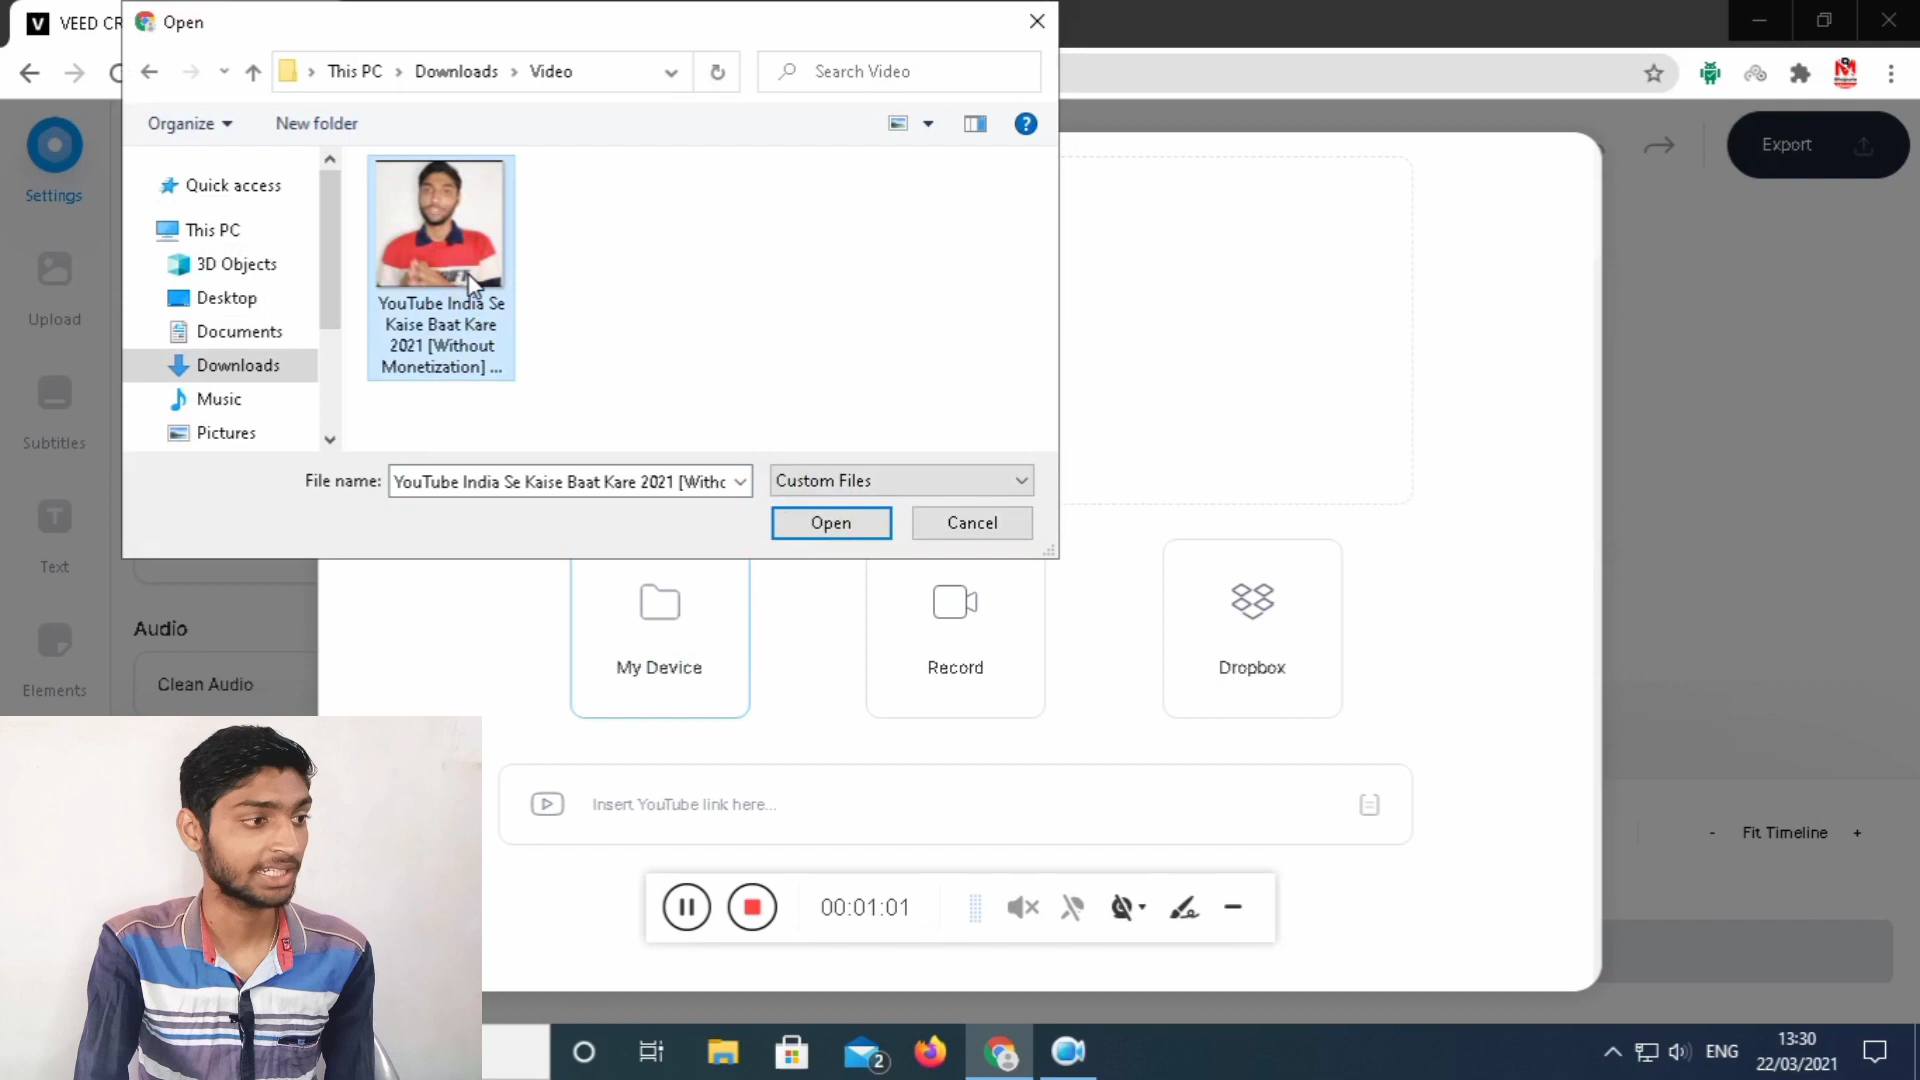 VEED CR
Open
This PC > Downloads > Video
Search Video
Organize
New folder
Settings
Export
Quick access
This PC
3D Objects
Desktop
Documents
Downloads
Music
Pictures
YouTube India Se
Kaise Baat Kare
2021 [Without
Monetization] ...
Upload
Subtitles
File name:
YouTube India Se Kaise Baat Kare 2021 [Withc
Custom Files
Open
Cancel
Text
Audio
Clean Audio
Elements
My Device
Record
Dropbox
Insert YouTube link here...
- Fit Timeline +
00:01:01
2
ENG
13:30
22/03/2021